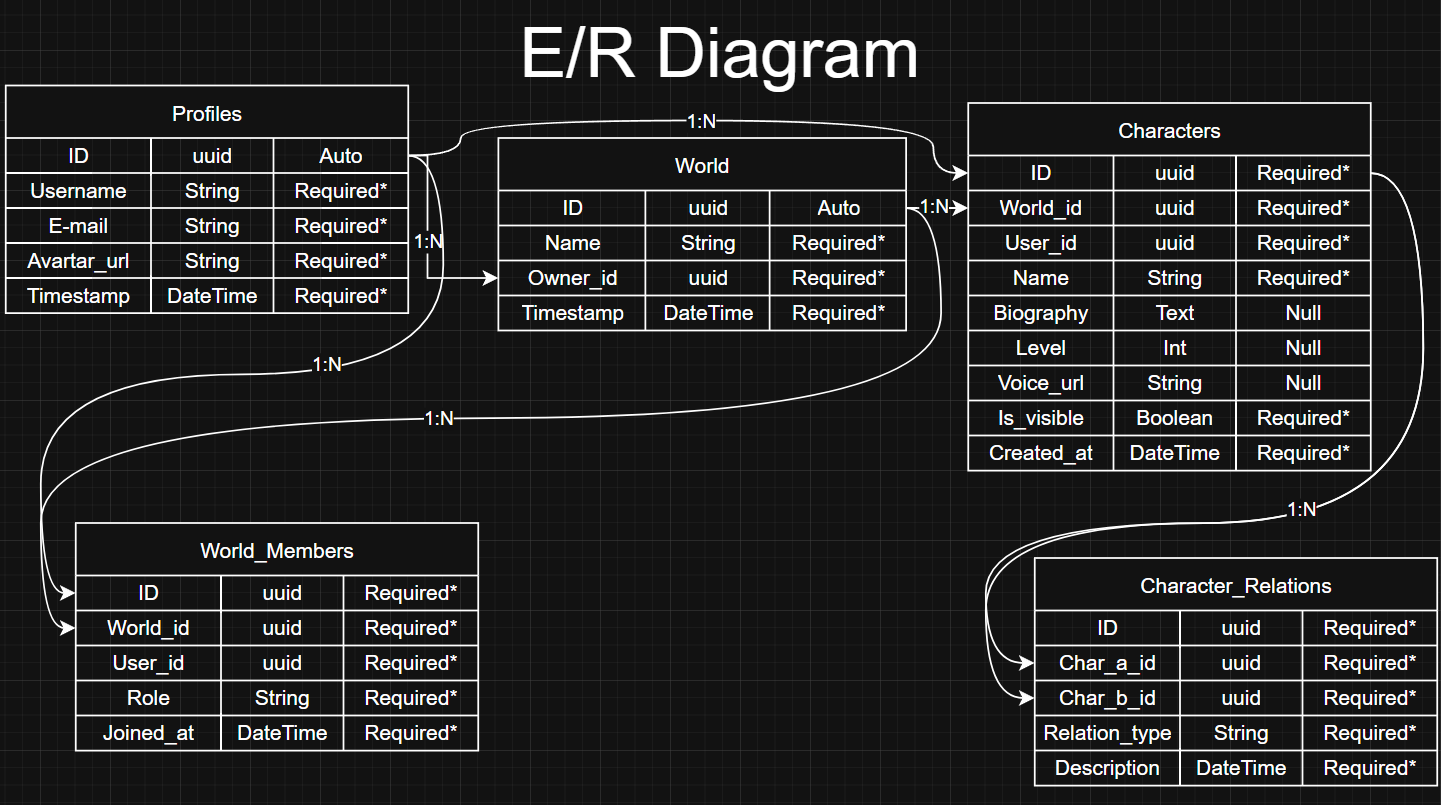 E/R Diagram
Profiles
ID uuid Auto
Username String Required*
E-mail String Required*
Avartar_url String Required*
Timestamp DateTime Required*
1:N
1:N
World
ID uuid Auto
Name String Required*
Owner_id uuid Required*
Timestamp DateTime Required*
1:N
Characters
ID uuid Required*
World_id uuid Required*
User_id uuid Required*
Name String Required*
Biography Text Null
Level Int Null
Voice_url String Null
Is_visible Boolean Required*
Created_at DateTime Required*
1:N
1:N
1:N
World_Members
ID uuid Required*
World_id uuid Required*
User_id uuid Required*
Role String Required*
Joined_at DateTime Required*
Character_Relations
ID uuid Required*
Char_a_id uuid Required*
Char_b_id uuid Required*
Relation_type String Required*
Description DateTime Required*